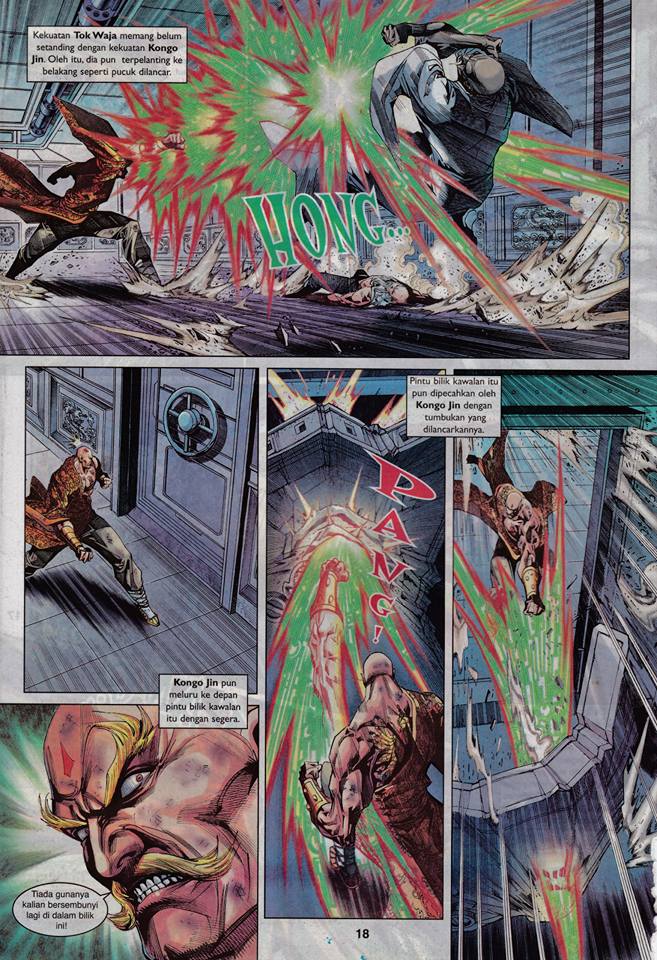 Kekuatan Tok Waja memang belum
setanding dengan kekuatan Kongo
Jin. Oleh itu, dia pun terpelanting ke
belakang seperti pucuk dilancar.
HONG...
Kongo Jin pun
meluru ke depan
pintu bilik kawalan
itu dengan segera.
PANG!
Pintu bilik kawalan itu
pun dipecahkan oleh
Kongo Jin dengan
tumbukan yang
dilancarkannya.
Tiada gunanya
kalian bersembunyi
lagi di dalam bilik
ini!
18